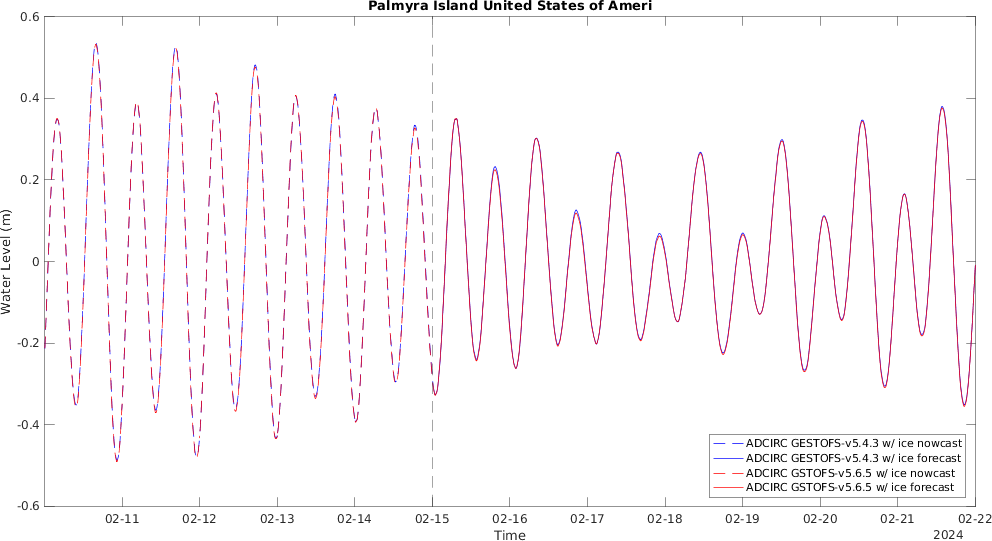 Palmyra Island United States of Ameri
0.6
0.4
0.2
0
-0.2
-0.4
-0.6
Water Level (m)
ADCIRC GESTOFS-v5.4.3 w/ ice nowcast
ADCIRC GESTOFS-v5.4.3 w/ ice forecast
ADCIRC GSTOFS-v5.6.5 w/ ice nowcast
ADCIRC GSTOFS-v5.6.5 w/ ice forecast
02-11 02-12 02-13 02-14 02-15 02-16 02-17 02-18 02-19 02-20 02-21 02-22
Time
2024